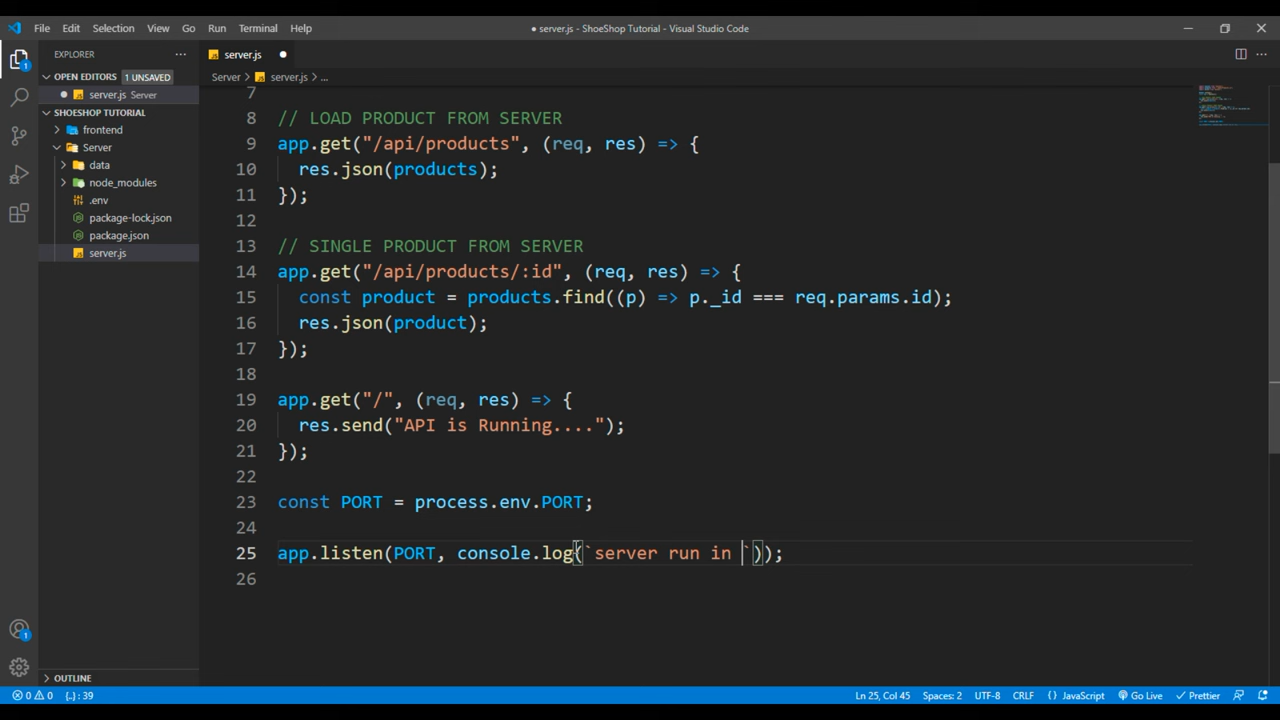 File Edit Selection View Go Run Terminal Help ● server.js - ShoeShop Tutorial - Visual Studio Code
EXPLORER ...
server.js ●
OPEN EDITORS 1 UNSAVED
Server > server.js > ...
● server.js Server
SHOESHOP TUTORIAL
frontend
Server
data
node_modules
.env
package-lock.json
package.json
server.js
7
8 // LOAD PRODUCT FROM SERVER
9 app.get("/api/products", (req, res) => {
10 res.json(products);
11 });
12
13 // SINGLE PRODUCT FROM SERVER
14 app.get("/api/products/:id", (req, res) => {
15 const product = products.find((p) => p._id === req.params.id);
16 res.json(product);
17 });
18
19 app.get("/", (req, res) => {
20 res.send("API is Running....");
21 });
22
23 const PORT = process.env.PORT;
24
25 app.listen(PORT, console.log(`server run in `));
26
1
1
OUTLINE
0 0 {..} : 39 Ln 25, Col 45 Spaces: 2 UTF-8 CRLF {} JavaScript Go Live Prettier